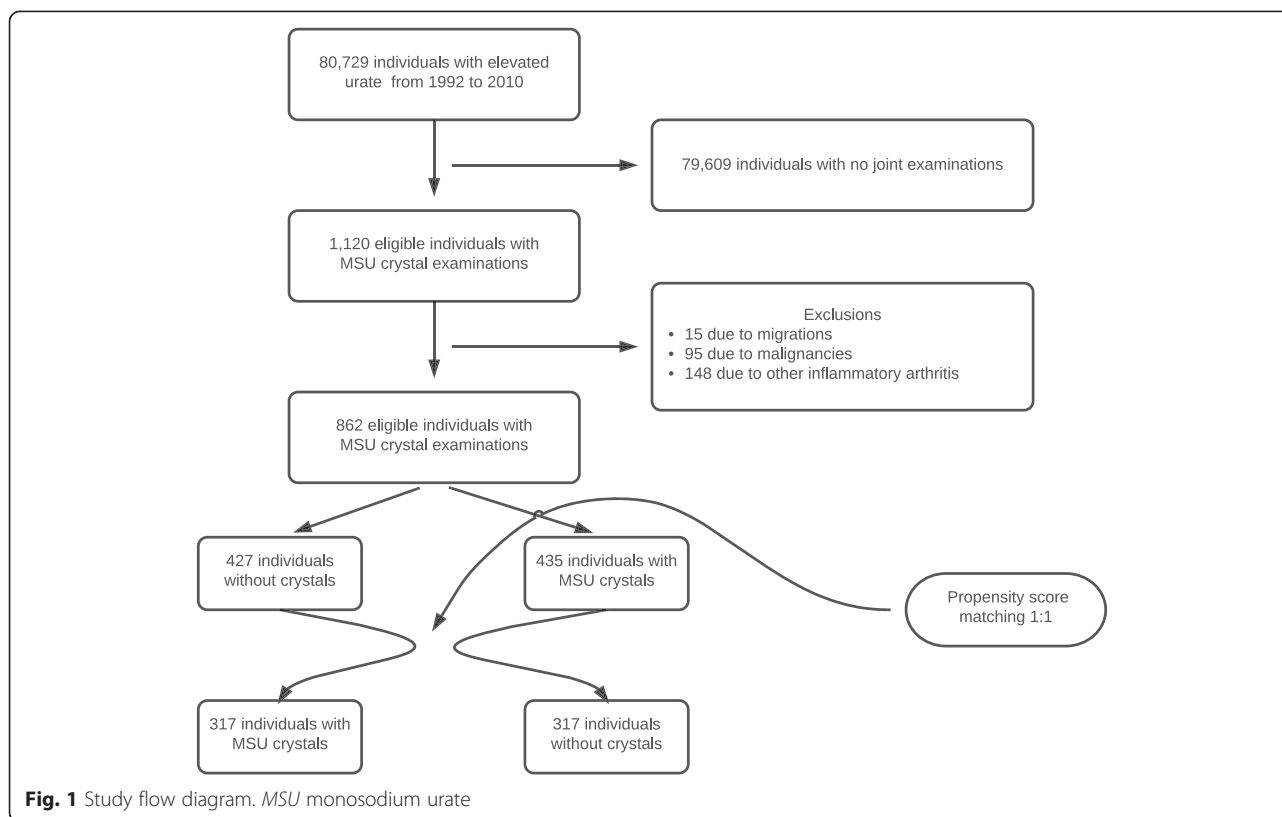 80,729 individuals with elevated
urate from 1992 to 2010
79,609 individuals with no joint examinations
1,120 eligible individuals with
MSU crystal examinations
Exclusions
• 15 due to migrations
• 95 due to malignancies
• 148 due to other inflammatory arthritis
862 eligible individuals with
MSU crystal examinations
427 individuals
without crystals
435 individuals with
MSU crystals
Propensity score
matching 1:1
317 individuals with
MSU crystals
317 individuals
without crystals
Fig. 1 Study flow diagram. MSU monosodium urate